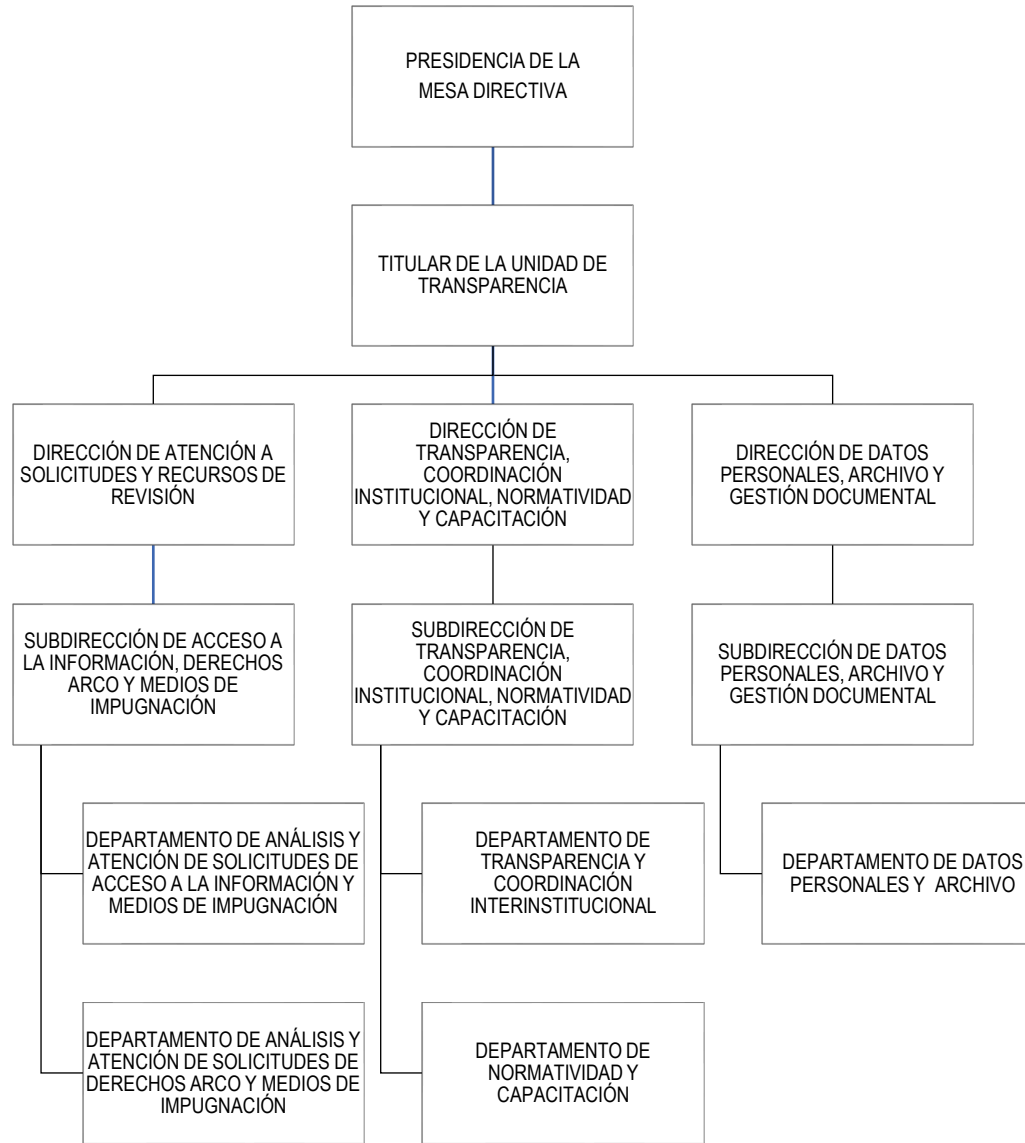 PRESIDENCIA DE LA
MESA DIRECTIVA
TITULAR DE LA UNIDAD DE
TRANSPARENCIA
DIRECCIÓN DE ATENCIÓN A
SOLICITUDES Y RECURSOS DE
REVISIÓN
DIRECCIÓN DE
TRANSPARENCIA,
COORDINACIÓN
INSTITUCIONAL, NORMATIVIDAD
Y CAPACITACIÓN
DIRECCIÓN DE DATOS
PERSONALES, ARCHIVO Y
GESTIÓN DOCUMENTAL
SUBDIRECCIÓN DE ACCESO A
LA INFORMACIÓN, DERECHOS
ARCO Y MEDIOS DE
IMPUGNACIÓN
SUBDIRECCIÓN DE
TRANSPARENCIA,
COORDINACIÓN
INSTITUCIONAL, NORMATIVIDAD
Y CAPACITACIÓN
SUBDIRECCIÓN DE DATOS
PERSONALES, ARCHIVO Y
GESTIÓN DOCUMENTAL
DEPARTAMENTO DE ANÁLISIS Y
ATENCIÓN DE SOLICITUDES DE
ACCESO A LA INFORMACIÓN Y
MEDIOS DE IMPUGNACIÓN
DEPARTAMENTO DE
TRANSPARENCIA Y
COORDINACIÓN
INTERINSTITUCIONAL
DEPARTAMENTO DE DATOS
PERSONALES Y ARCHIVO
DEPARTAMENTO DE ANÁLISIS Y
ATENCIÓN DE SOLICITUDES DE
DERECHOS ARCO Y MEDIOS DE
IMPUGNACIÓN
DEPARTAMENTO DE
NORMATIVIDAD Y
CAPACITACIÓN